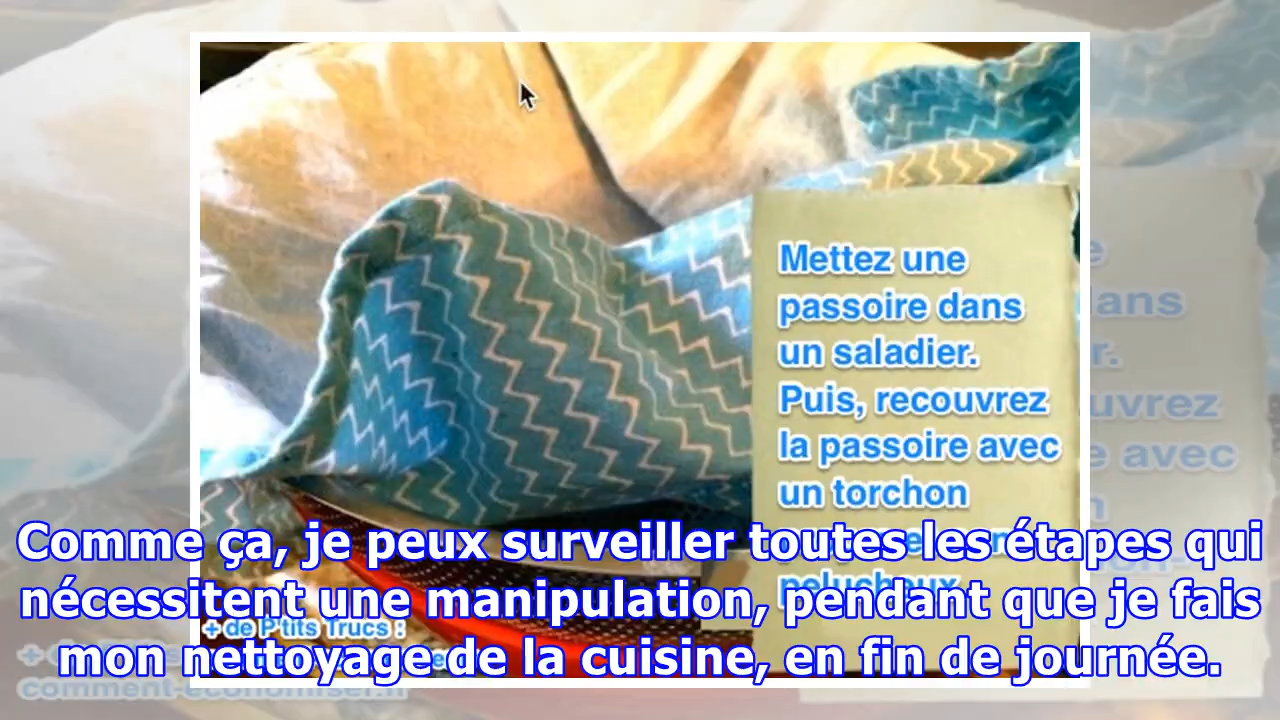 Mettez une
passoire dans
un saladier.
Puis, recouvrez
la passoire avec
un torchon
Comme ça, je peux surveiller toutes les étapes qui
nécessitent une manipulation, pendant que je fais
+ de P'tits Trucs :
mon nettoyage de la cuisine, en fin de journée.
comment-economiser.fr